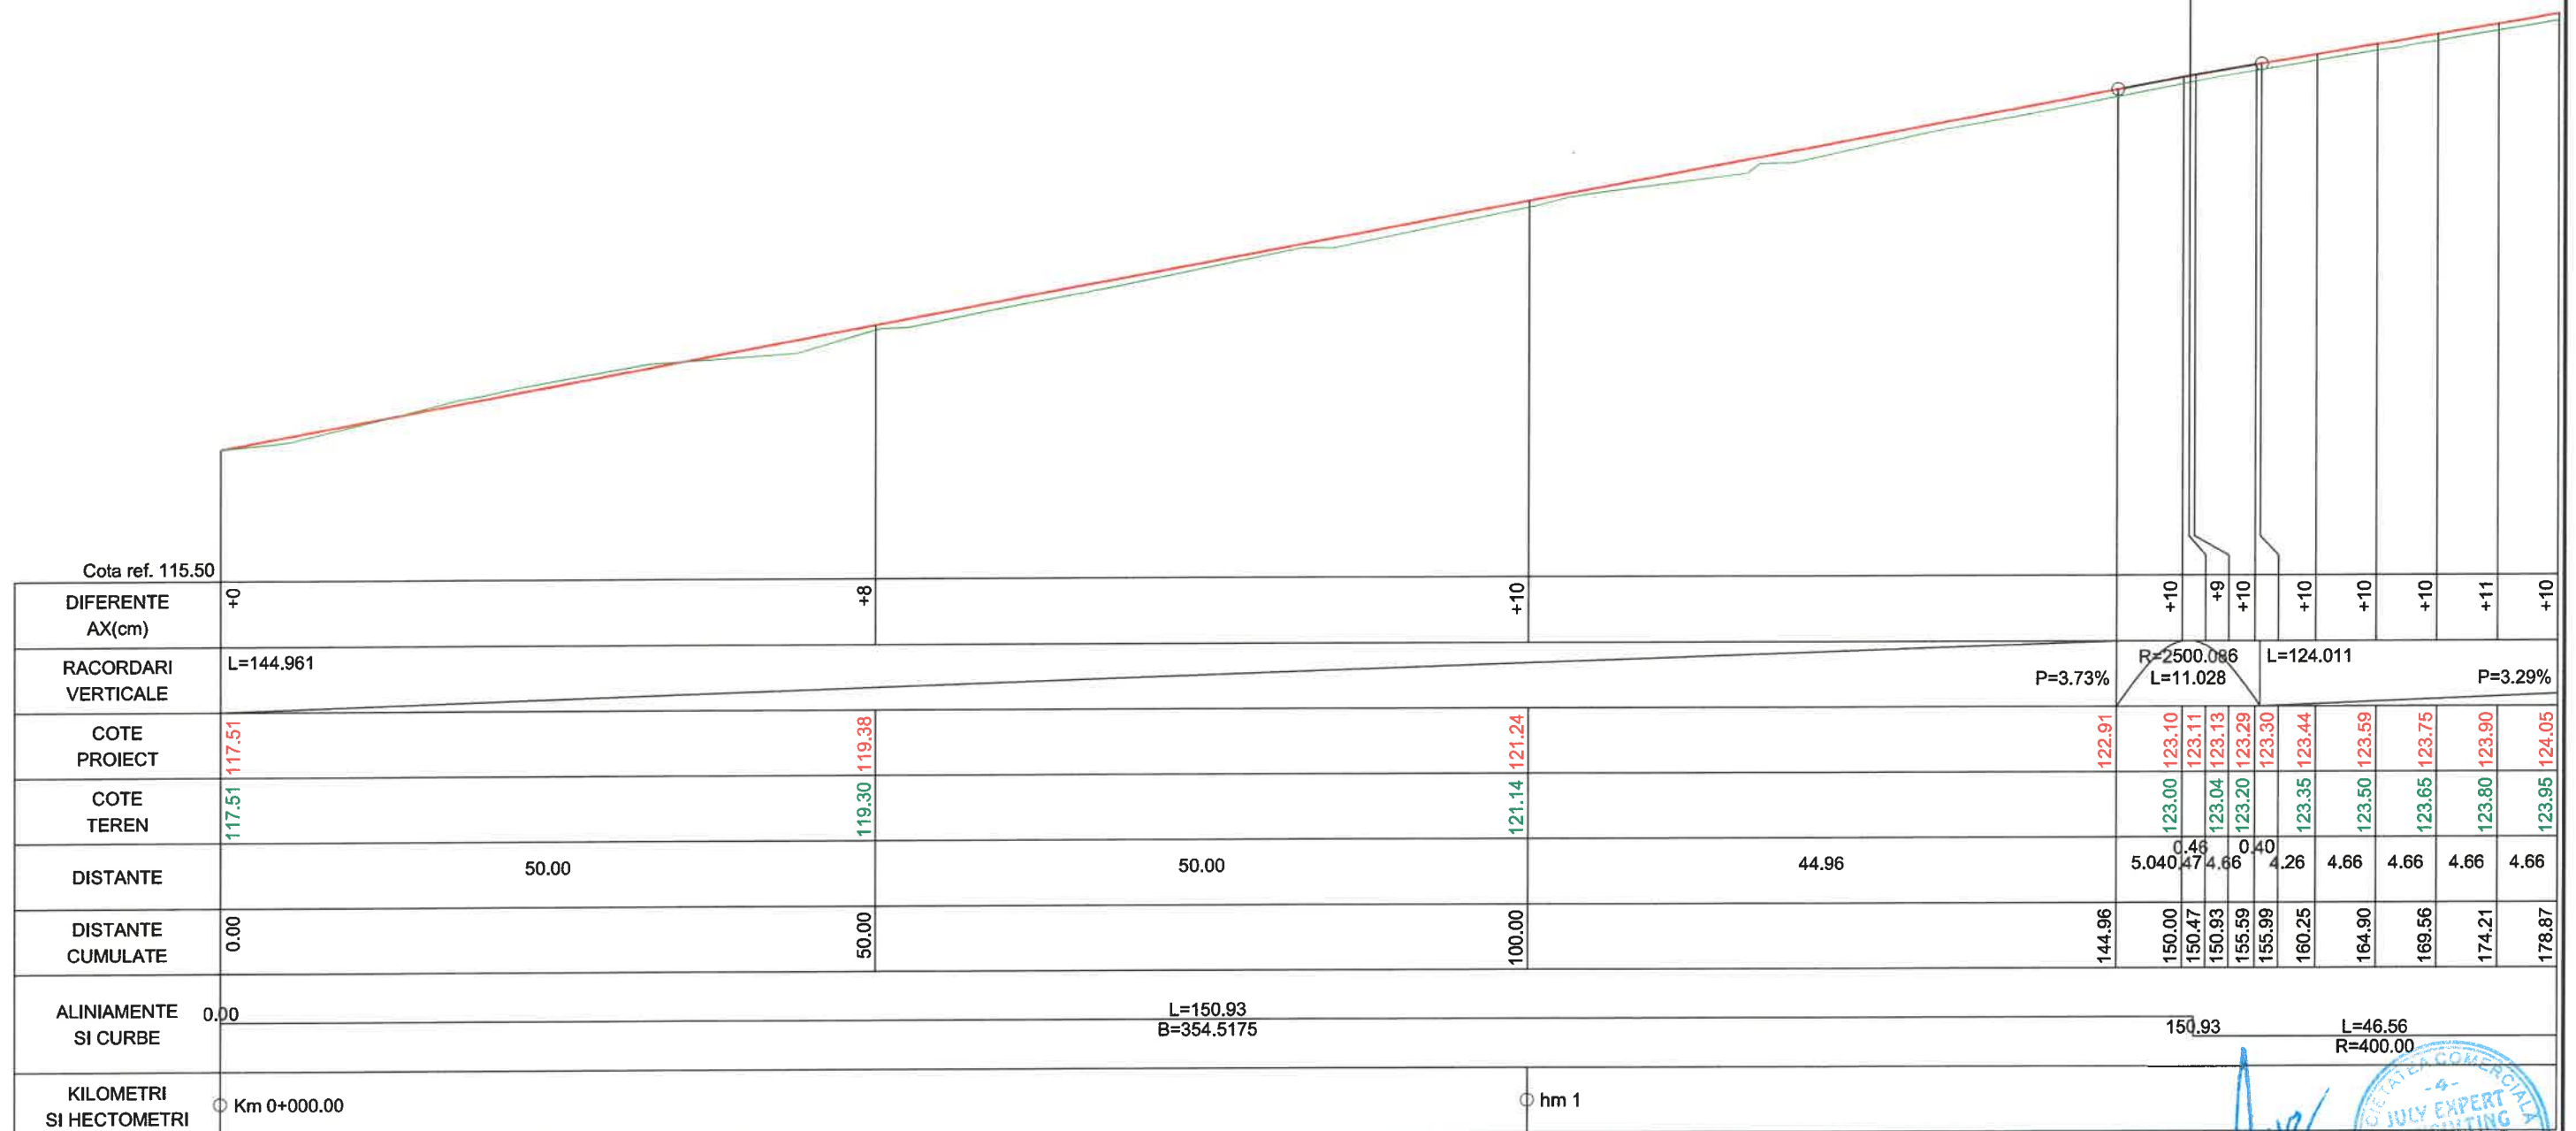 Cota ref. 115.50
DIFERENTE
AX(cm)
+0 +8 +10 +10 +9 +10 +10 +10 +10 +11 +10
RACORDARI
VERTICALE
L=144.961
P=3.73%
R=2500.086
L=11.028
L=124.011
P=3.29%
COTE
PROIECT
117.51 119.38 121.24 122.91 123.10 123.11 123.13 123.29 123.30 123.44 123.59 123.75 123.90 124.05
COTE
TEREN
117.51 119.30 121.14 123.00 123.04 123.20 123.35 123.50 123.65 123.80 123.95
DISTANTE
50.00 50.00 44.96 5.04 0.47 0.46 4.66 0.40 4.26 4.66 4.66 4.66 4.66
DISTANTE
CUMULATE
0.00 50.00 100.00 144.96 150.00 150.47 150.93 155.59 155.99 160.25 164.90 169.56 174.21 178.87
ALINIAMENTE
SI CURBE
0.00
L=150.93
B=354.5175
150.93
L=46.56
R=400.00
KILOMETRI
SI HECTOMETRI
Km 0+000.00
hm 1
COMERCIALA
-4-
JULY EXPERT